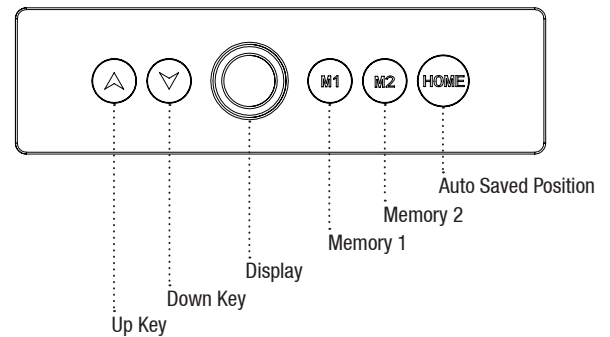 M1 M2 HOME
Auto Saved Position
Memory 2
Memory 1
Display
Down Key
Up Key